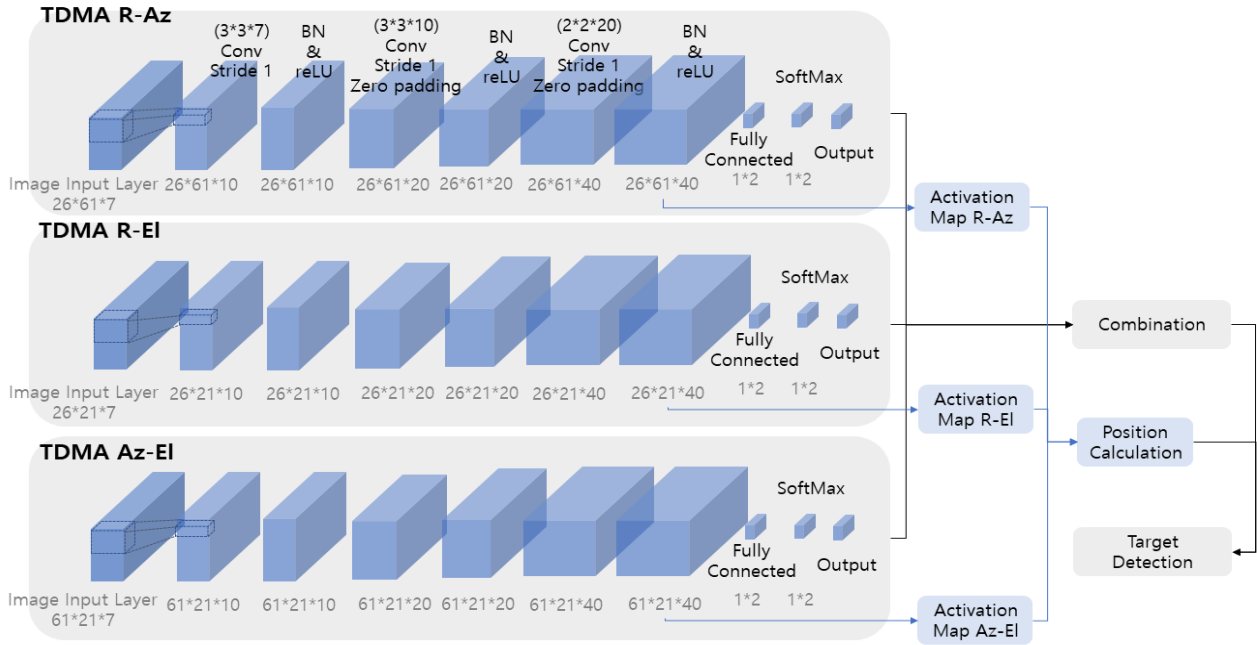 TDMA R-Az
(3*3*7)
Conv
Stride 1
BN
&
reLU
(3*3*10)
Conv
Stride 1
Zero padding
BN
&
reLU
(2*2*20)
Conv
Stride 1
Zero padding
BN
&
reLU
SoftMax
Fully
Connected
Output
Image Input Layer
26*61*7
26*61*10
26*61*10
26*61*20
26*61*20
26*61*40
26*61*40
1*2
1*2
Activation
Map R-Az
TDMA R-El
SoftMax
Fully
Connected
Output
Image Input Layer
26*21*7
26*21*10
26*21*10
26*21*20
26*21*20
26*21*40
26*21*40
1*2
1*2
Activation
Map R-El
TDMA Az-El
SoftMax
Fully
Connected
Output
Image Input Layer
61*21*7
61*21*10
61*21*10
61*21*20
61*21*20
61*21*40
61*21*40
1*2
1*2
Activation
Map Az-El
Combination
Position
Calculation
Target
Detection